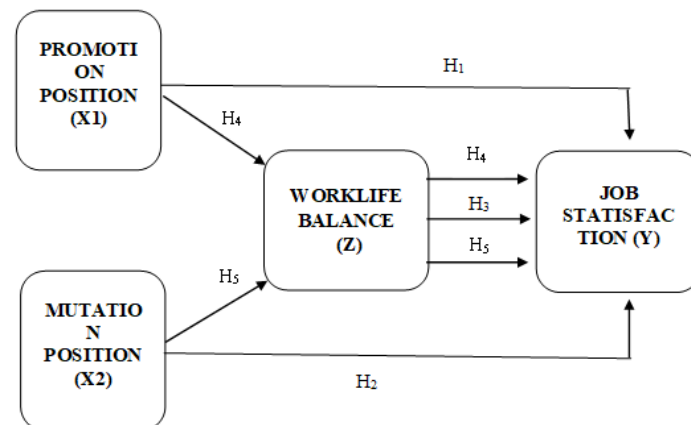 PROMOTI
ON
POSITION
(X1)
H1
H4
WORKLIFE
BALANCE
(Z)
H4
H3
H5
JOB
STATISFAC
TION (Y)
H5
MUTATIO
N
POSITION
(X2)
H2